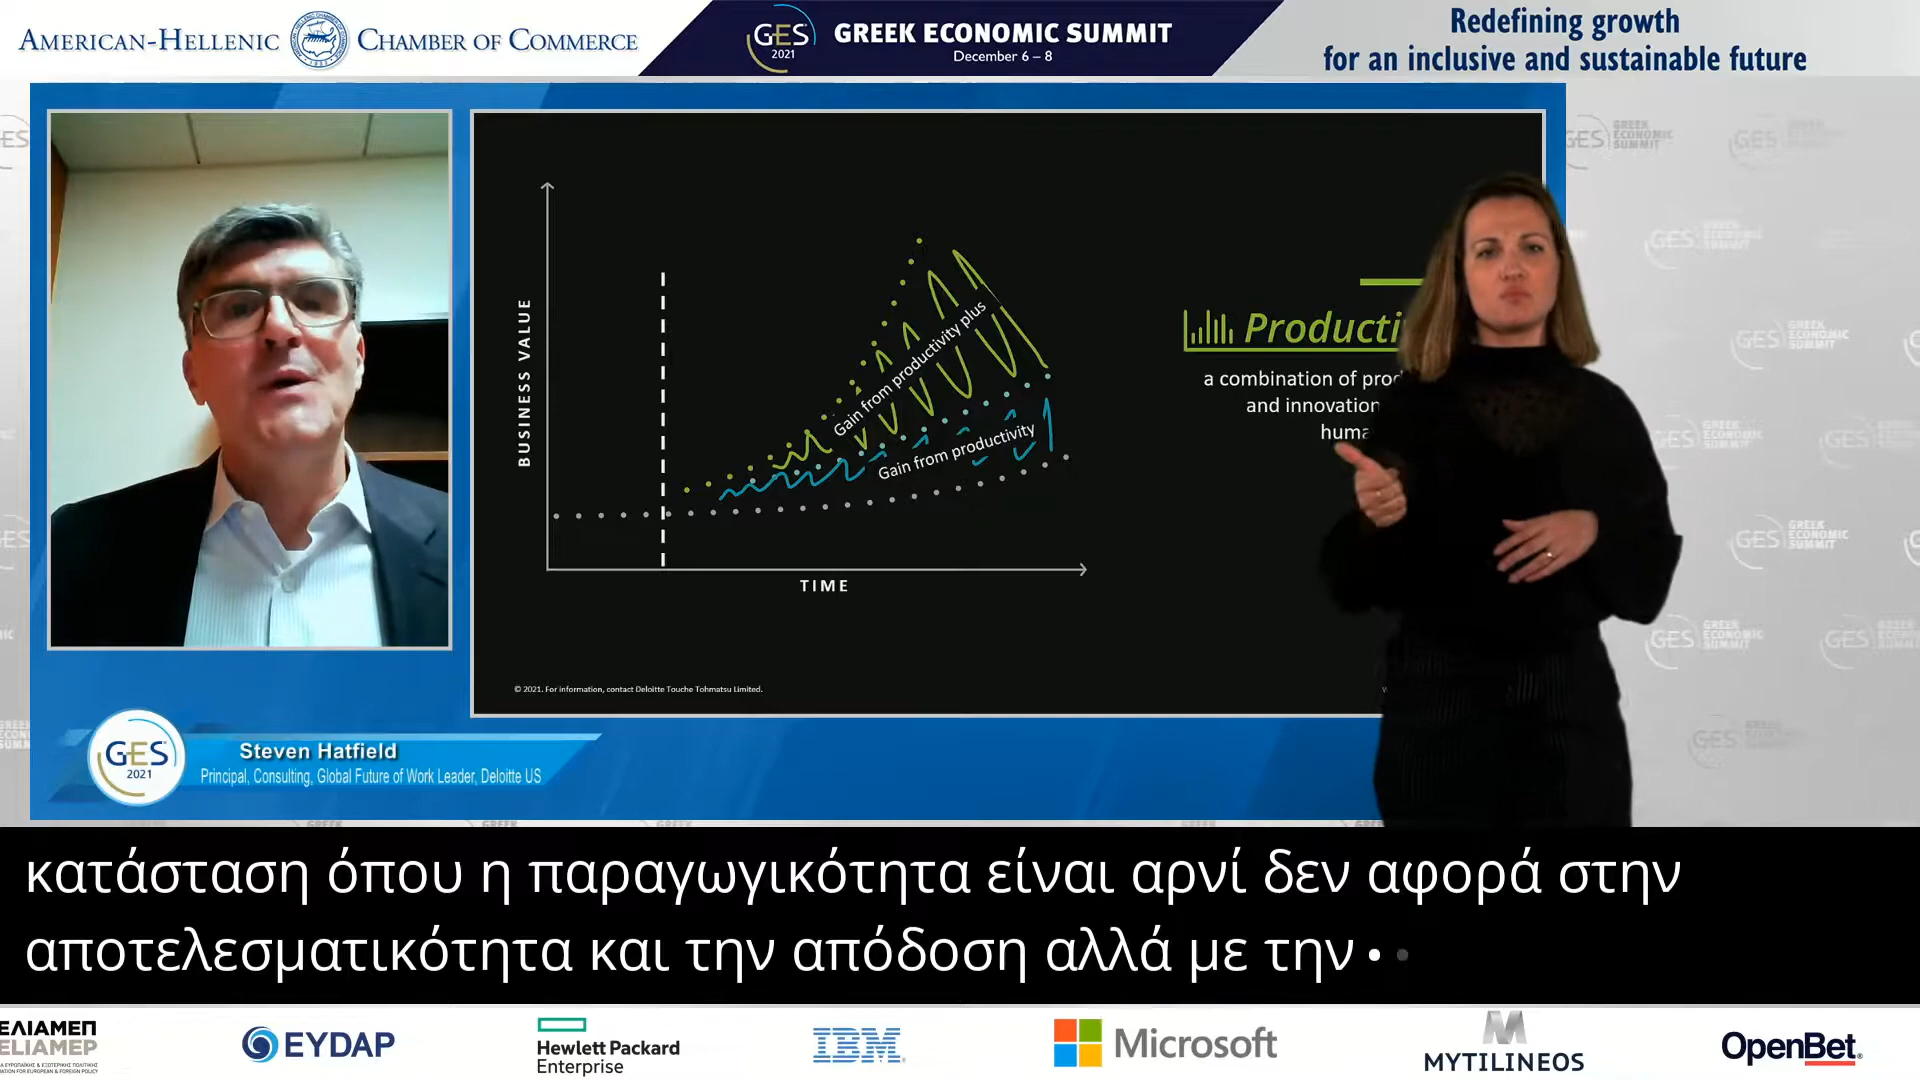 AMERICAN-HELLENIC CHAMBER OF COMMERCE
GES
2021
GREEK ECONOMIC SUMMIT
December 6 – 8
Redefining growth
for an inclusive and sustainable future
BUSINESS VALUE
Gain from productivity plus
Gain from productivity
TIME
a combination of
and innovation
© 2021. For information, contact Deloitte Touche Tohmatsu Limited.
GES
2021
Steven Hatfield
Principal, Consulting, Global Future of Work Leader, Deloitte US
GES GREEK ECONOMIC SUMMIT
κατάσταση όπου η παραγωγικότητα είναι αρνί δεν αφορά στην
αποτελεσματικότητα και την απόδοση αλλά με την
ΕΛΙΑΜΕΠ
ELIAMEP
EYDAP
Hewlett Packard
Enterprise
IBM
Microsoft
MYTILINEOS
OpenBet